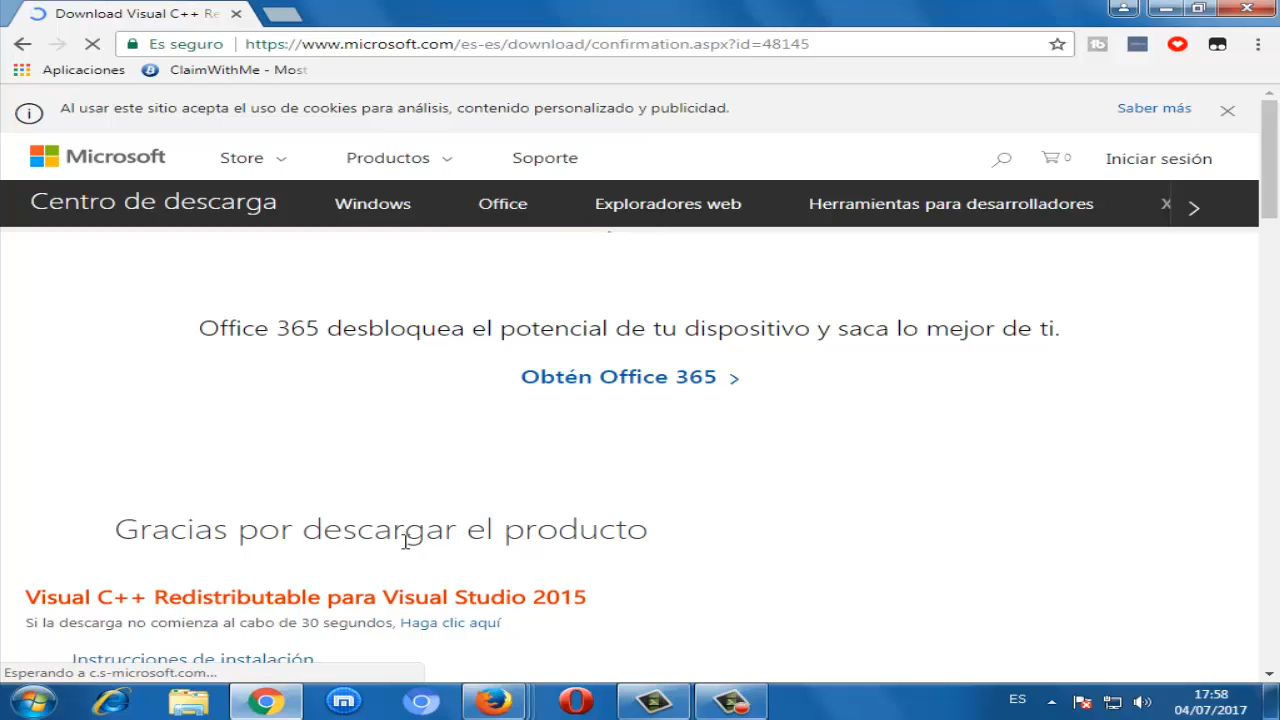 Download Visual C++ Re
Es seguro
https://www.microsoft.com/es-es/download/confirmation.aspx?id=48145
Aplicaciones
ClaimWithMe - Most
Al usar este sitio acepta el uso de cookies para análisis, contenido personalizado y publicidad.
Saber más
Microsoft
Store
Productos
Soporte
0
Iniciar sesión
Centro de descarga
Windows
Office
Exploradores web
Herramientas para desarrolladores
X
Office 365 desbloquea el potencial de tu dispositivo y saca lo mejor de ti.
Obtén Office 365 >
Gracias por descargar el producto
Visual C++ Redistributable para Visual Studio 2015
Si la descarga no comienza al cabo de 30 segundos, Haga clic aquí
Instrucciones de instalación
Esperando a c.s-microsoft.com...
ES
17:58
04/07/2017